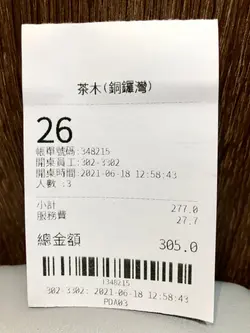 茶木(銅鑼灣)
26
帳單號碼:348215
開桌員工:302-3302
開桌時間:2021-06-18 12:58:43
人數 :3
小計 277.0
服務費 27.7
總金額 305.0
i348215
302-3302: 2021-06-18 12:58:43
PDA03